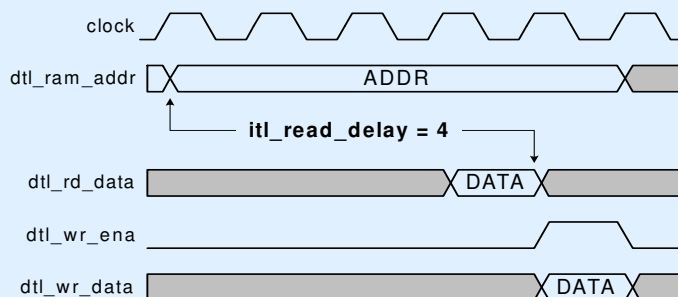 clock
dtl_ram_addr ADDR
itl_read_delay = 4
dtl_rd_data DATA
dtl_wr_ena
dtl_wr_data DATA